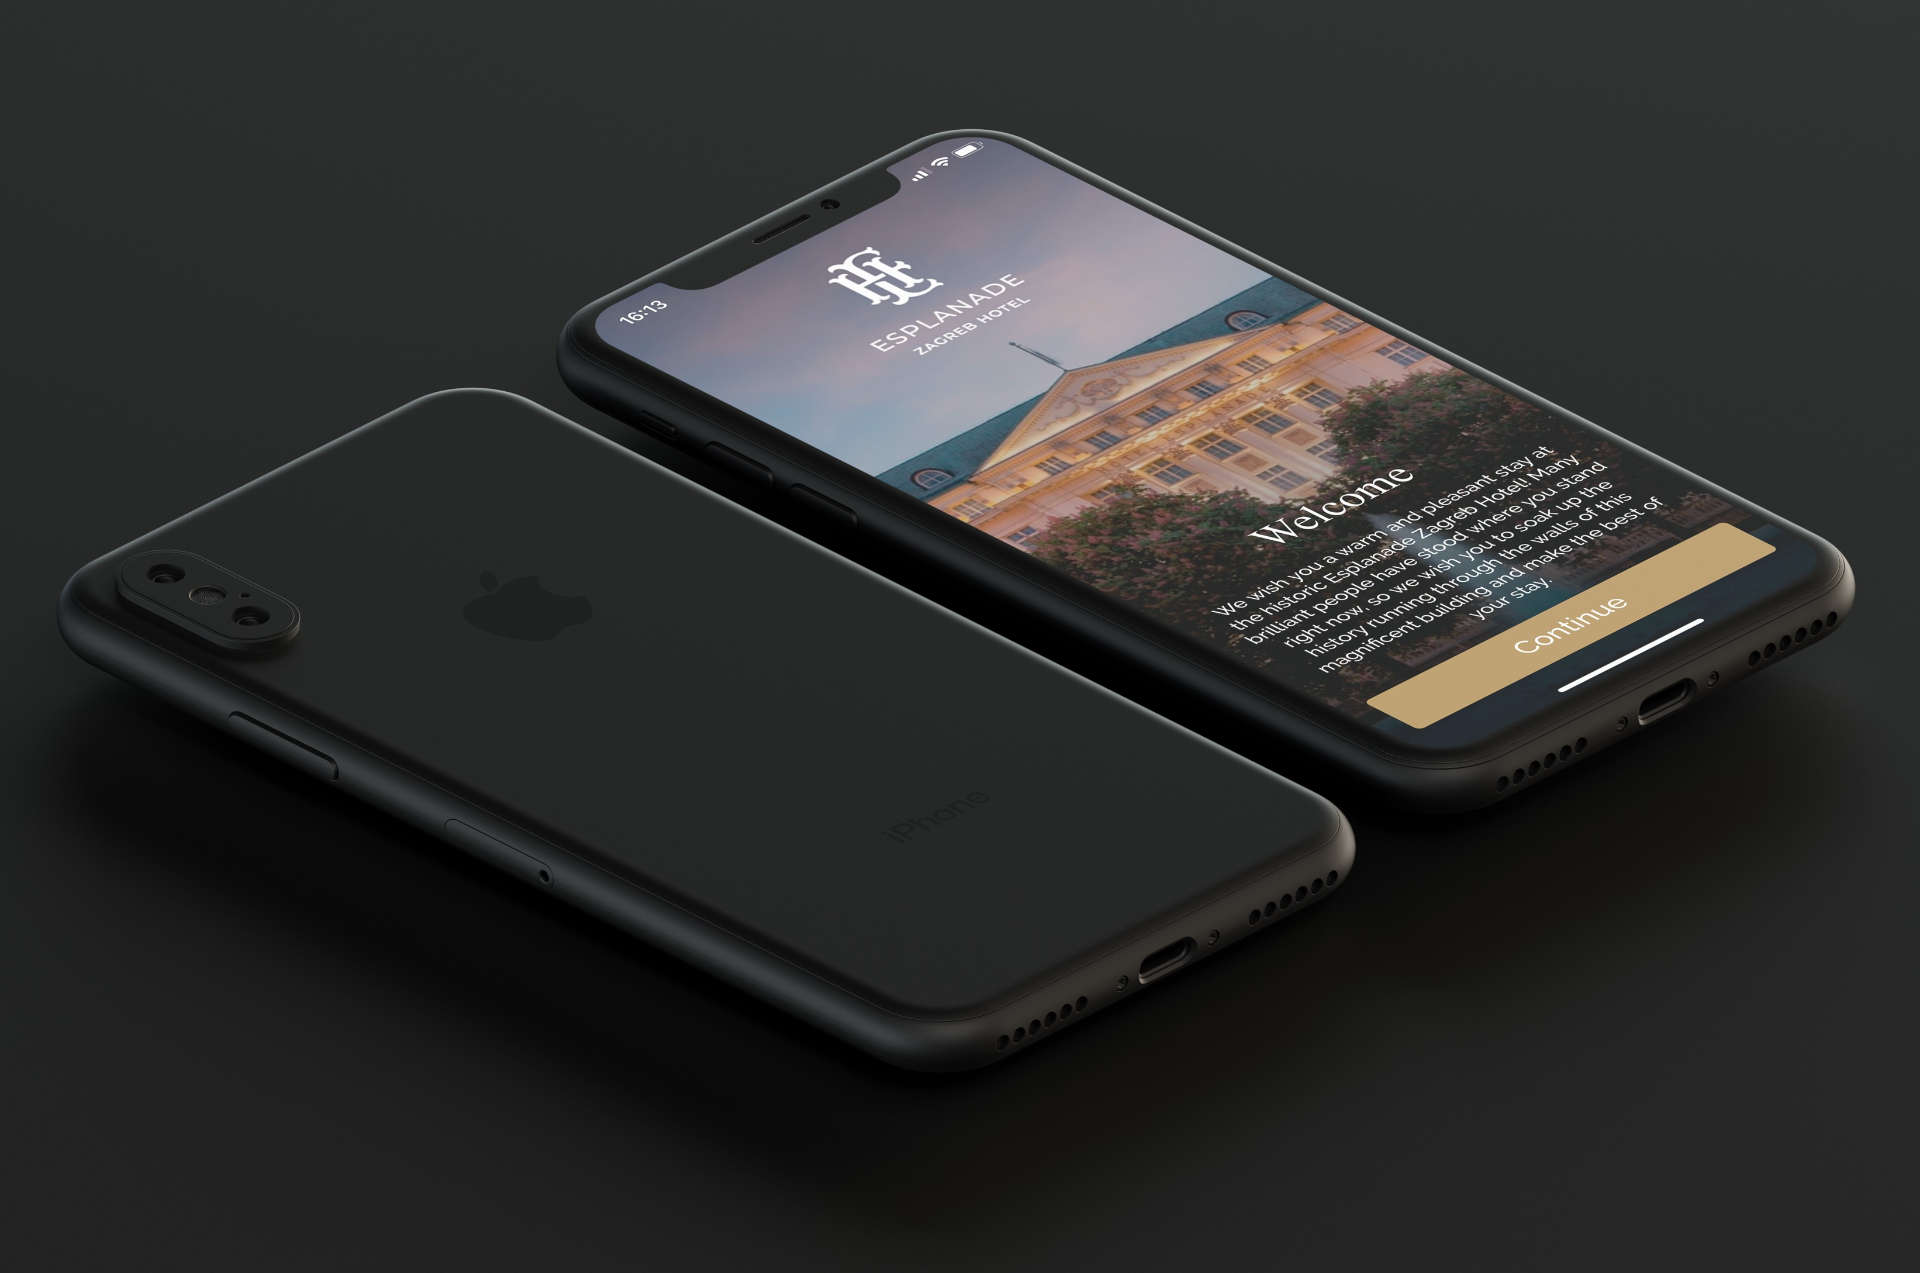 16:13
ESPLANADE
ZAGREB HOTEL
Welcome
We wish you a warm and pleasant stay at
the historic Esplanade Zagreb Hotel! Many
brilliant people have stood where you stand
right now, so we wish you to soak up the
history running through the walls of this
magnificent building and make the best of
your stay.
Continue
iPhone